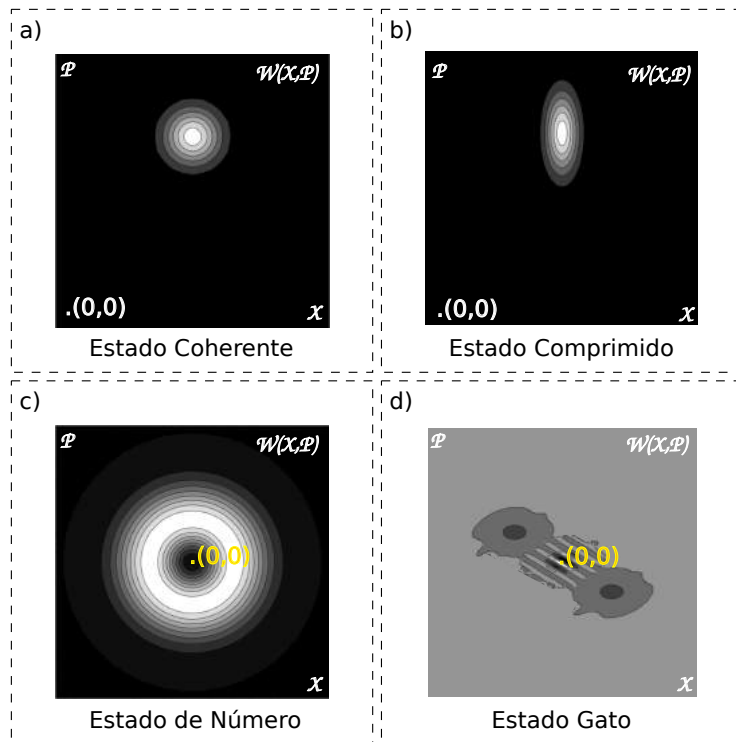 a)
P W(X,P)
.(0,0) X
Estado Coherente
b)
P W(X,P)
.(0,0) X
Estado Comprimido
c)
P W(X,P)
.(0,0)
X
Estado de Número
d)
P W(X,P)
.(0,0)
X
Estado Gato